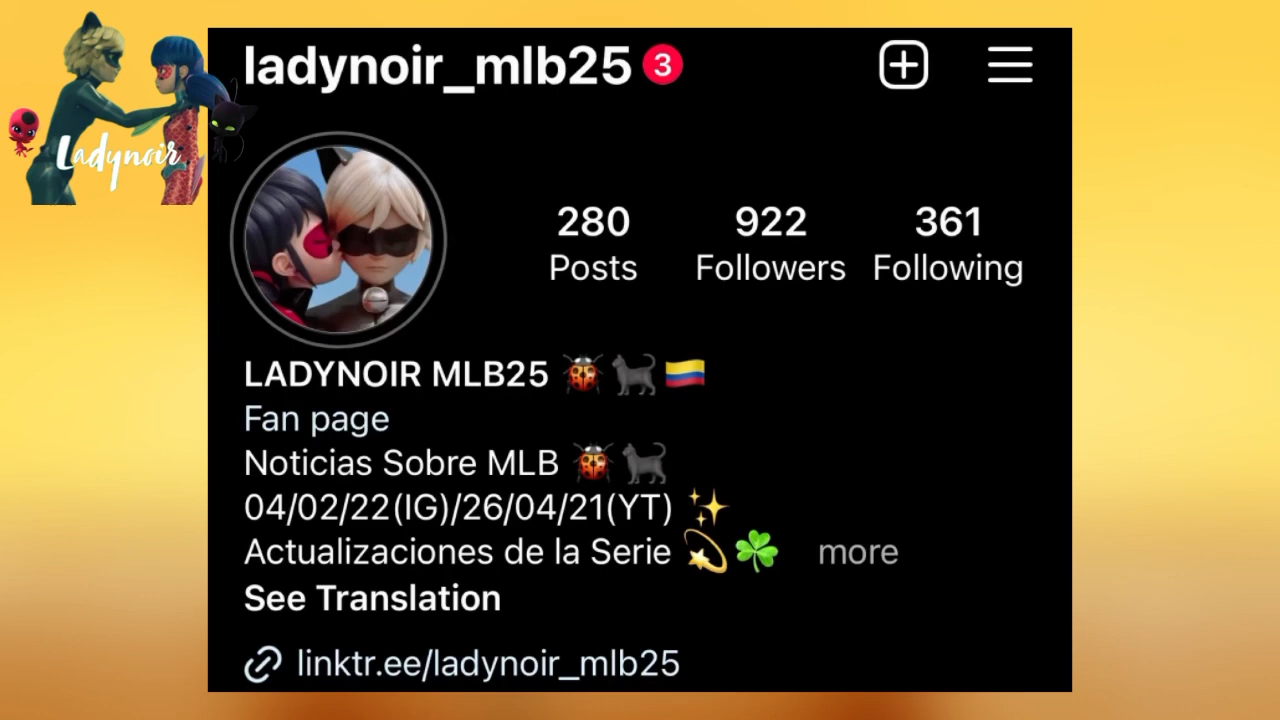 Ladynoir
ladynoir_mlb25 3
280 922 361
Posts Followers Following
LADYNOIR MLB25 🐞🐈‍⬛🇨🇴
Fan page
Noticias Sobre MLB 🐞🐈‍⬛
04/02/22(IG)/26/04/21(YT) ✨
Actualizaciones de la Serie 💫☘️ more
See Translation
linktr.ee/ladynoir_mlb25